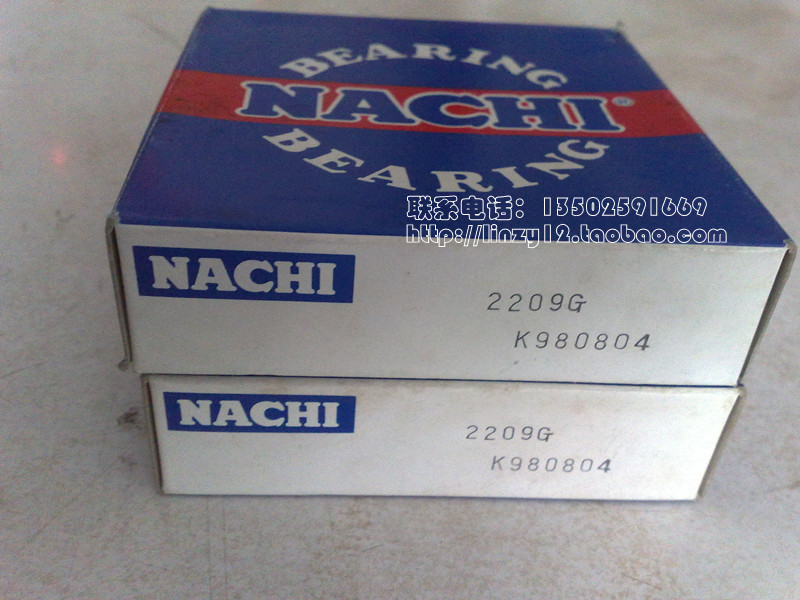 BEARING
NACHI®
BEARING
联系电话：13502591669
http://linzy12.taobao.com/
NACHI
2209G
K980804
NACHI
2209G
K980804